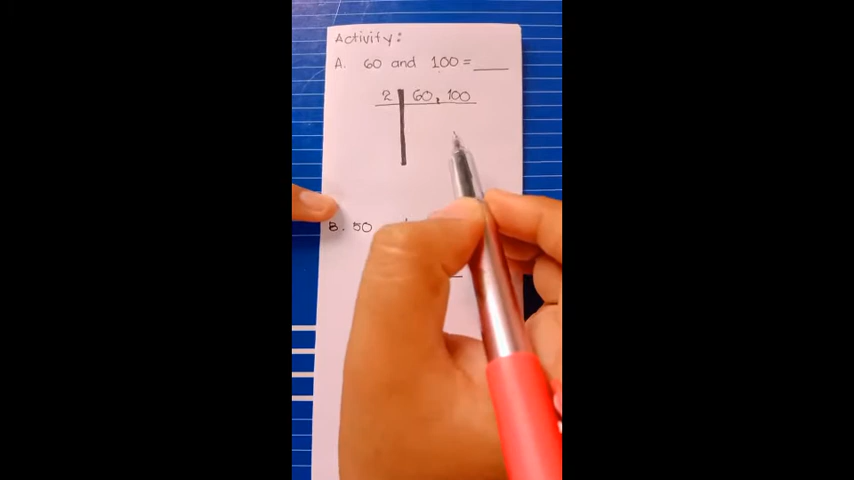 Activity:
A. 60 and 100 = ____
2 60, 100
B. 50